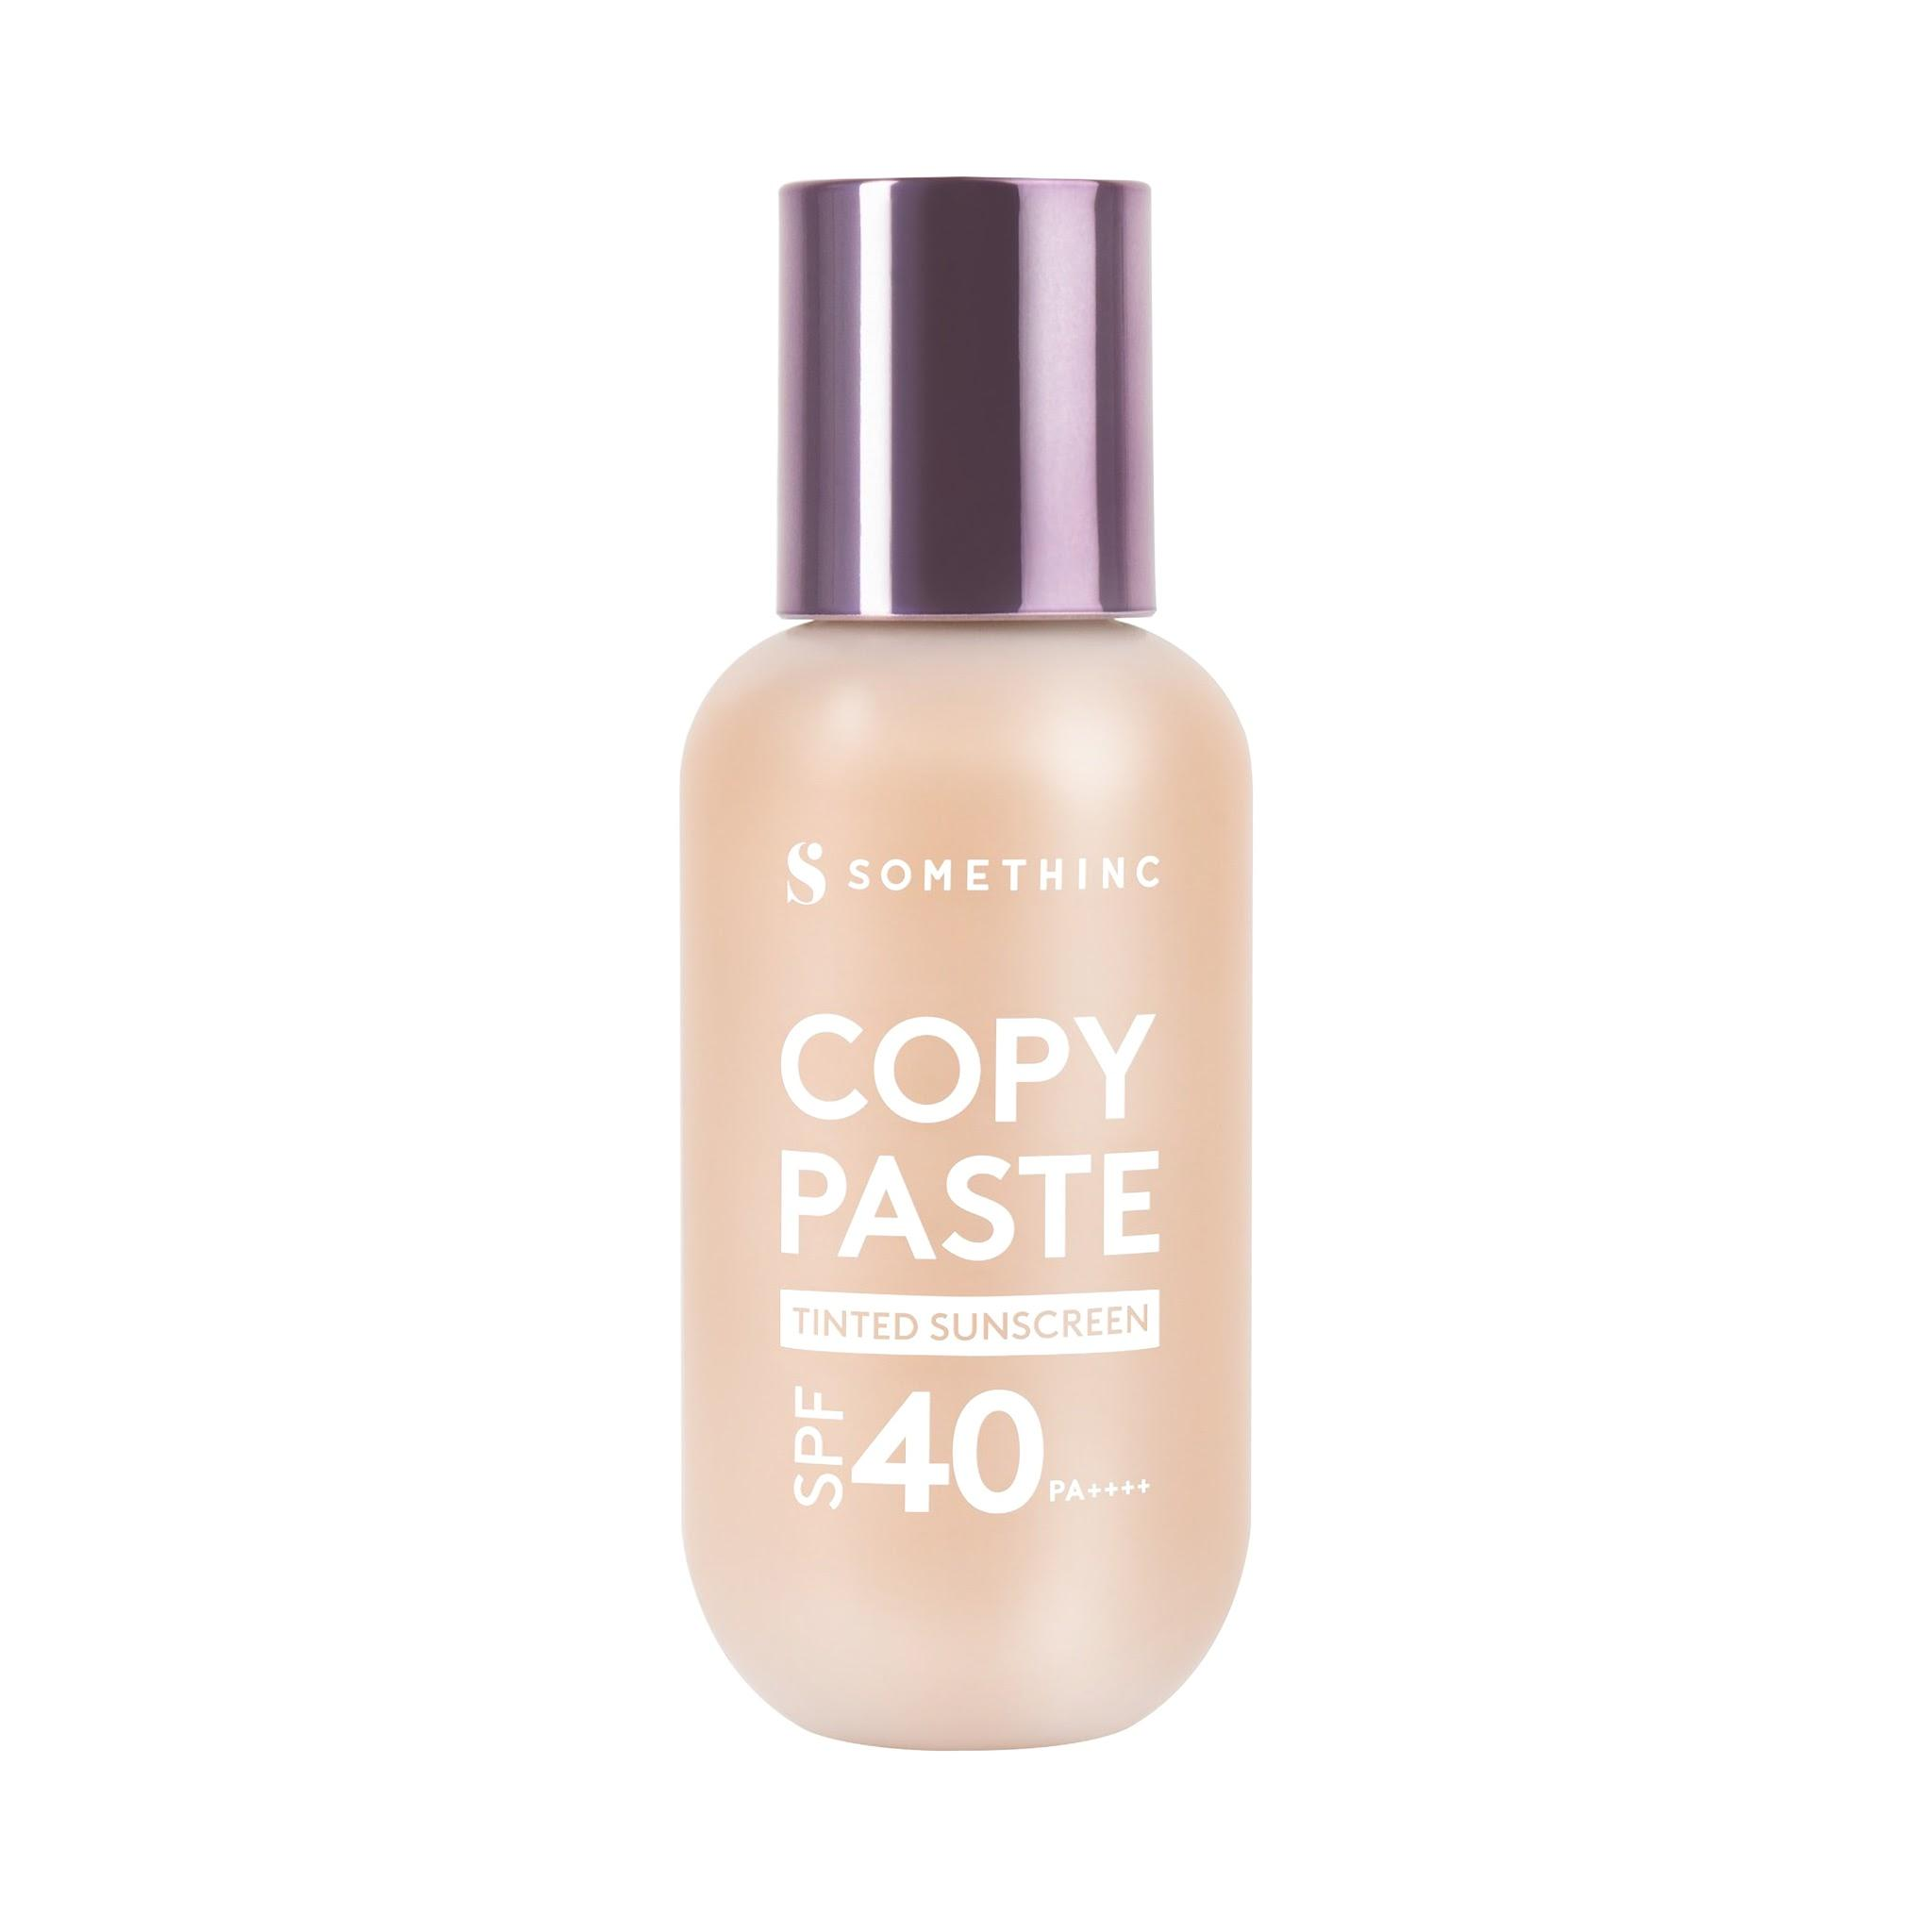 SOMETHINC
COPY
PASTE
TINTED SUNSCREEN
SPF 40 PA++++